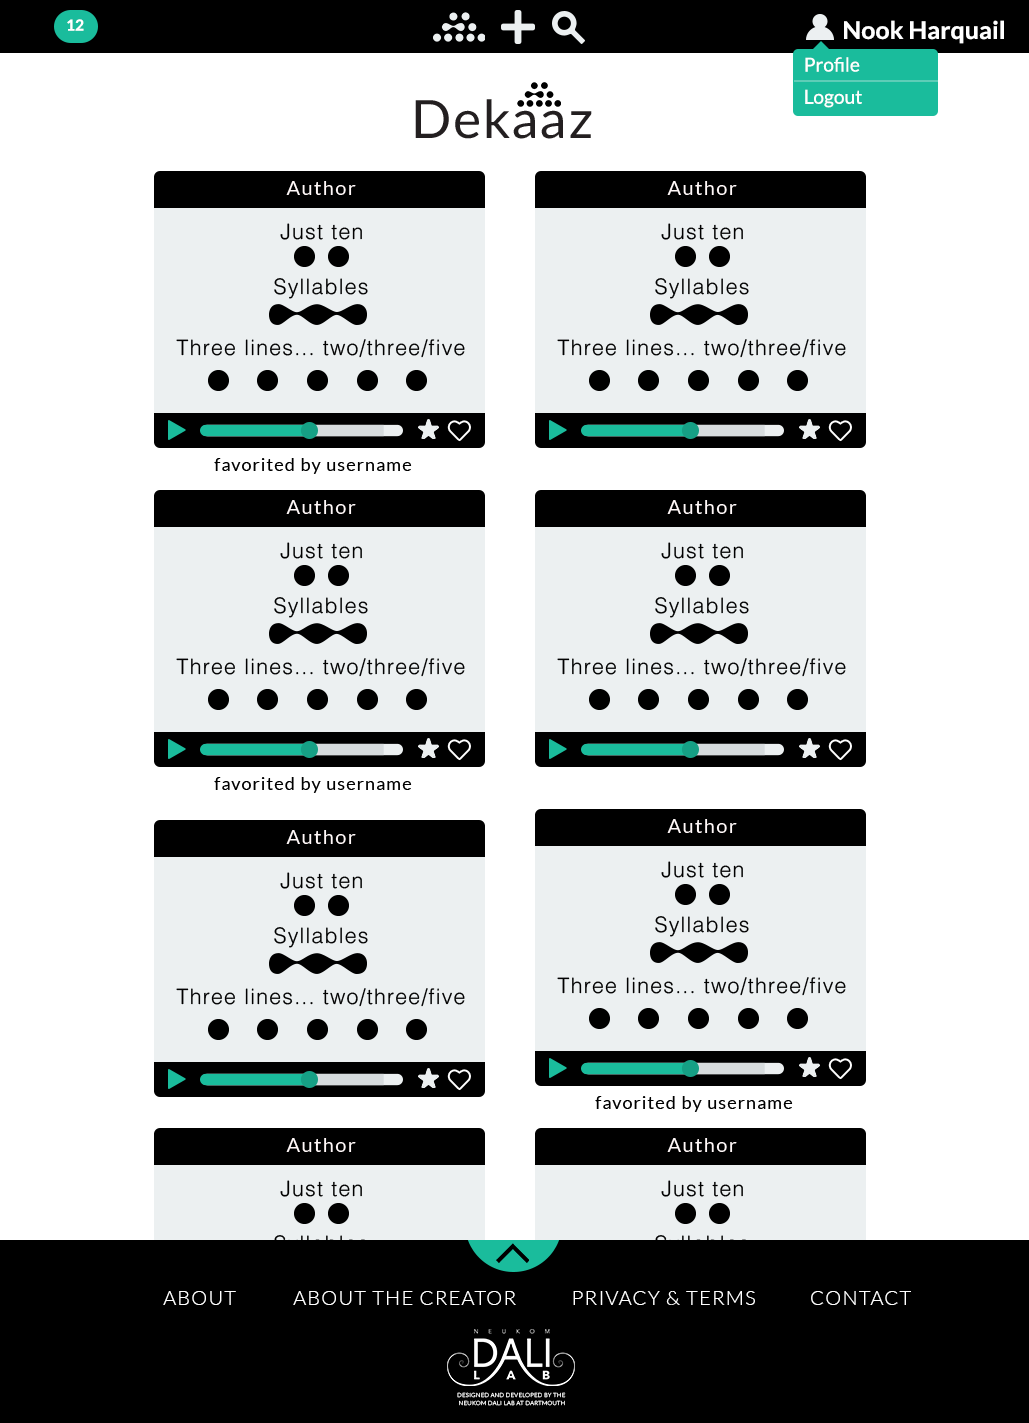 12
Nook Harquail
Profile
Logout
Dekaaz
Author
Just ten
Syllables
Three lines... two/three/five
favorited by username
Author
Just ten
Syllables
Three lines... two/three/five
Author
Just ten
Syllables
Three lines... two/three/five
favorited by username
Author
Just ten
Syllables
Three lines... two/three/five
Author
Just ten
Syllables
Three lines... two/three/five
Author
Just ten
Syllables
Three lines... two/three/five
favorited by username
Author
Just ten
Syllables
Author
Just ten
Syllables
ABOUT
ABOUT THE CREATOR
PRIVACY & TERMS
CONTACT
NEUKOM
DALI
LAB
DESIGNED AND DEVELOPED BY THE
NEUKOM DALI LAB AT DARTMOUTH